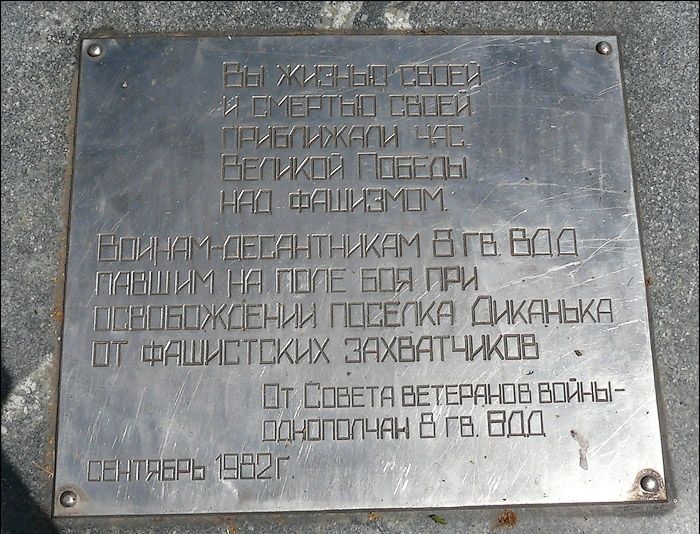 Вы жизнью своей
и смертью своей
приближали час
Великой Победы
над фашизмом.
Воинам-десантникам 8 гв. ВДД
павшим на поле боя при
освобождении поселка Диканька
от фашистских захватчиков
От Совета ветеранов войны-
однополчан 8 гв. ВДД
сентябрь 1982 г.